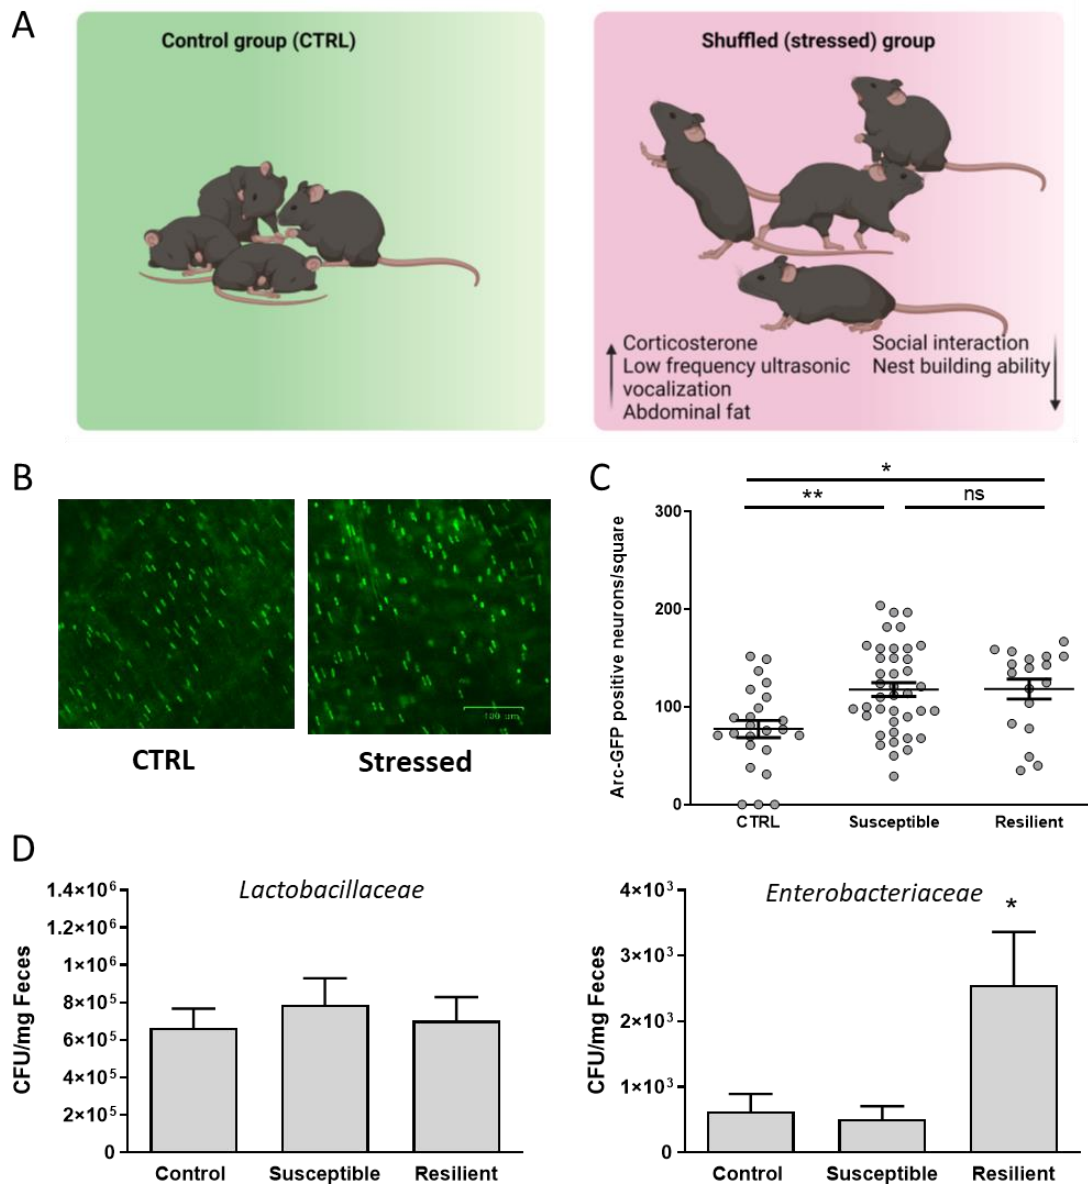 A
Control group (CTRL)
Shuffled (stressed) group
Corticosterone
Low frequency ultrasonic
vocalization
Abdominal fat
Social interaction
Nest building ability
B
100 µm
CTRL
Stressed
C
*
**
ns
Arc-GFP positive neurons/square
300
200
100
0
CTRL
Susceptible
Resilient
D
Lactobacillaceae
CFU/mg Feces
1.4×10⁶
1.2×10⁶
1×10⁶
8×10⁵
6×10⁵
4×10⁵
2×10⁵
0
Control
Susceptible
Resilient
Enterobacteriaceae
*
CFU/mg Feces
4×10³
3×10³
2×10³
1×10³
0
Control
Susceptible
Resilient